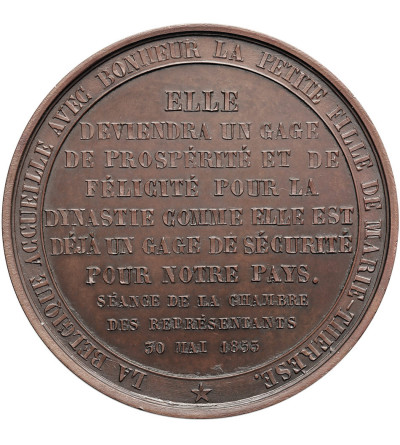 LA BELGIQUE ACCUEILLE AVEC BONHEUR LA PETITE FILLE DE MARIE-THÉRÈSE.
ELLE
DEVIENDRA UN GAGE
DE PROSPÉRITÉ ET DE
FÉLICITÉ POUR LA
DYNASTIE COMME ELLE EST
DÉJÀ UN GAGE DE SÉCURITÉ
POUR NOTRE PAYS.
SÉANCE DE LA CHAMBRE
DES REPRÉSENTANTS
30 MAI 1853